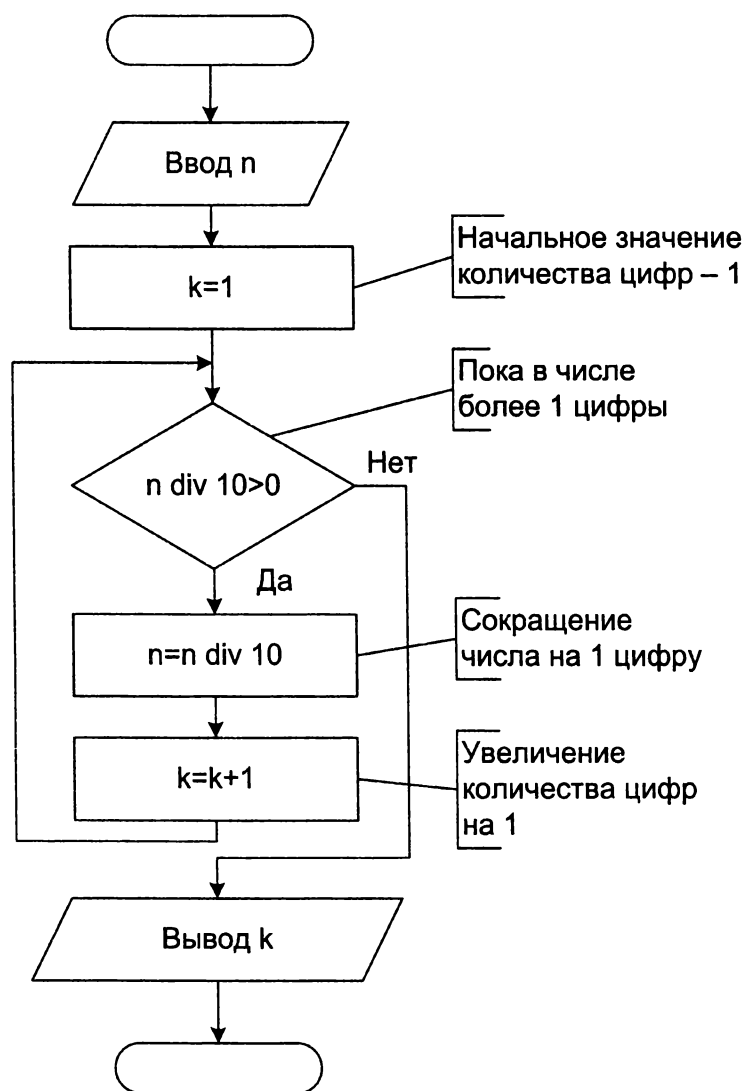 Ввод n
k=1
Начальное значение
количества цифр – 1
Пока в числе
более 1 цифры
n div 10>0
Нет
Да
n=n div 10
Сокращение
числа на 1 цифру
k=k+1
Увеличение
количества цифр
на 1
Вывод k